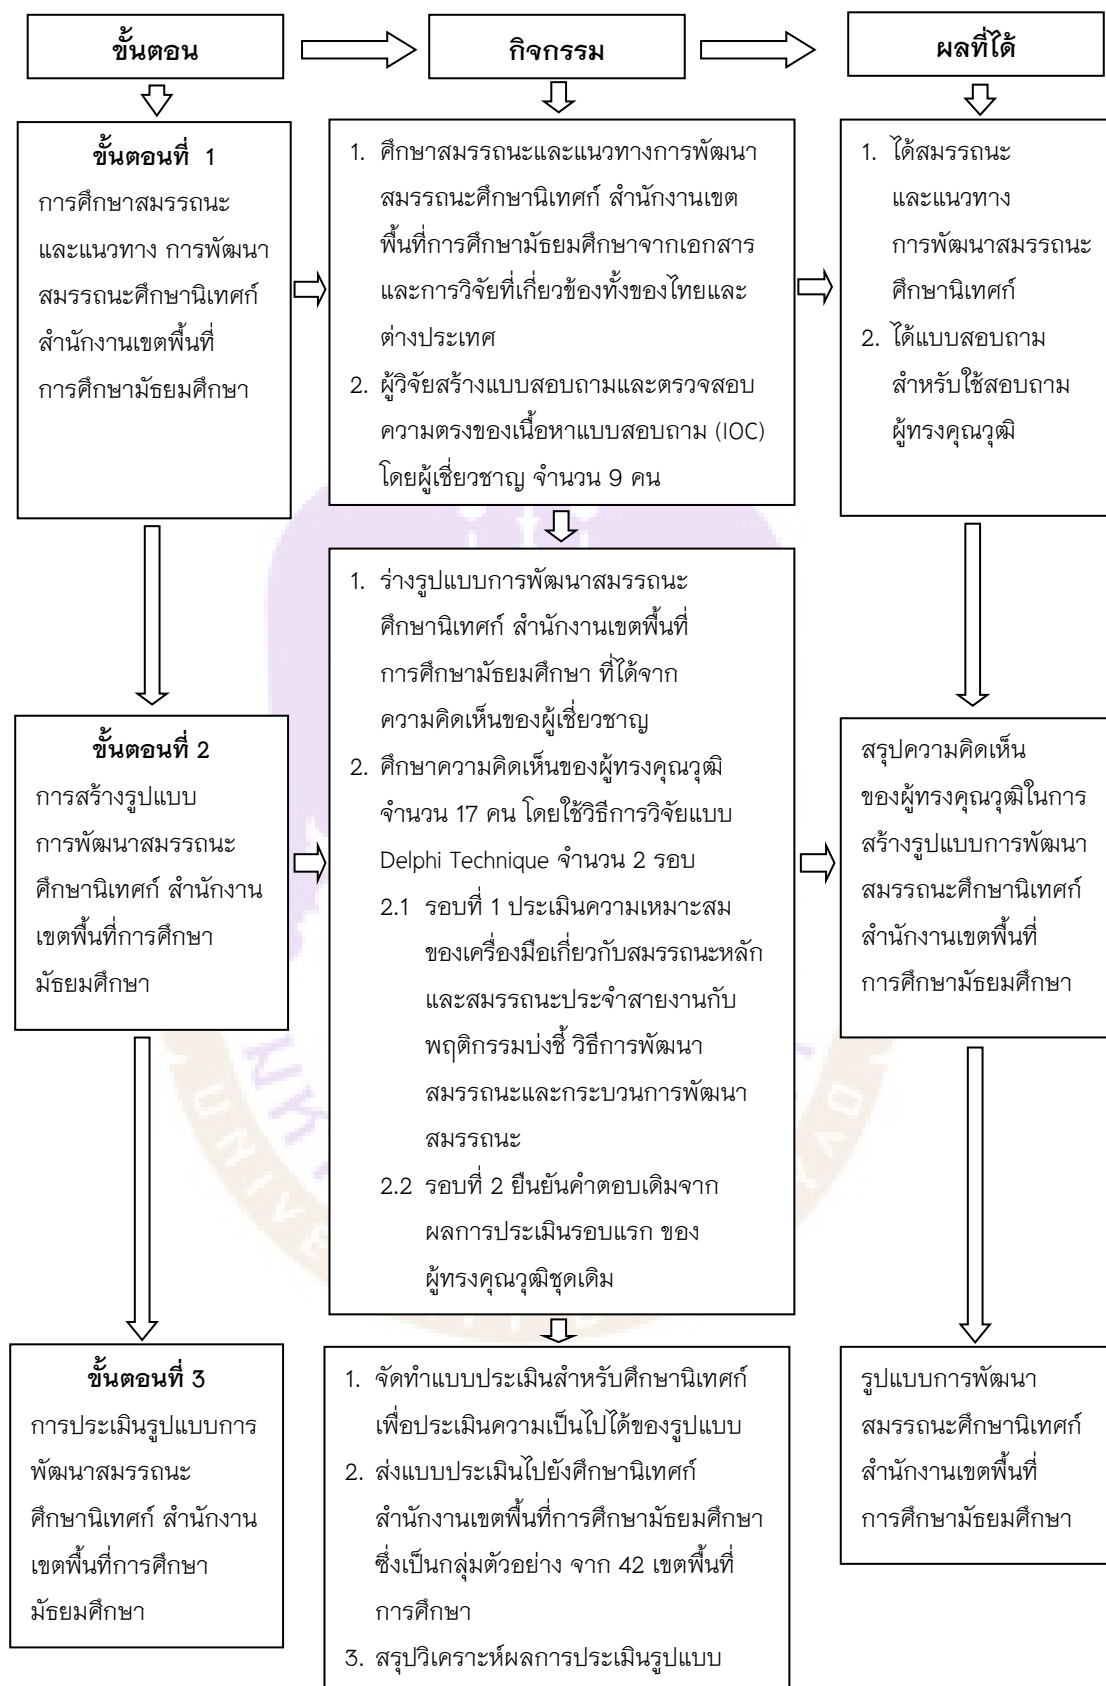 ขั้นตอน
กิจกรรม
ผลที่ได้
ขั้นตอนที่ 1
การศึกษาสมรรถนะ
และแนวทาง การพัฒนา
สมรรถนะศึกษานิเทศก์
สำนักงานเขตพื้นที่
การศึกษามัธยมศึกษา
1. ศึกษาสมรรถนะและแนวทางการพัฒนา
สมรรถนะศึกษานิเทศก์ สำนักงานเขต
พื้นที่การศึกษามัธยมศึกษาจากเอกสาร
และการวิจัยที่เกี่ยวข้องทั้งของไทยและ
ต่างประเทศ
2. ผู้วิจัยสร้างแบบสอบถามและตรวจสอบ
ความตรงของเนื้อหาแบบสอบถาม (IOC)
โดยผู้เชี่ยวชาญ จำนวน 9 คน
1. ได้สมรรถนะ
และแนวทาง
การพัฒนาสมรรถนะ
ศึกษานิเทศก์
2. ได้แบบสอบถาม
สำหรับใช้สอบถาม
ผู้ทรงคุณวุฒิ
ขั้นตอนที่ 2
การสร้างรูปแบบ
การพัฒนาสมรรถนะ
ศึกษานิเทศก์ สำนักงาน
เขตพื้นที่การศึกษา
มัธยมศึกษา
1. ร่างรูปแบบการพัฒนาสมรรถนะ
ศึกษานิเทศก์ สำนักงานเขตพื้นที่
การศึกษามัธยมศึกษา ที่ได้จาก
ความคิดเห็นของผู้เชี่ยวชาญ
2. ศึกษาความคิดเห็นของผู้ทรงคุณวุฒิ
จำนวน 17 คน โดยใช้วิธีการวิจัยแบบ
Delphi Technique จำนวน 2 รอบ
2.1 รอบที่ 1 ประเมินความเหมาะสม
ของเครื่องมือเกี่ยวกับสมรรถนะหลัก
และสมรรถนะประจำสายงานกับ
พฤติกรรมบ่งชี้ วิธีการพัฒนา
สมรรถนะและกระบวนการพัฒนา
สมรรถนะ
2.2 รอบที่ 2 ยืนยันคำตอบเดิมจาก
ผลการประเมินรอบแรก ของ
ผู้ทรงคุณวุฒิชุดเดิม
สรุปความคิดเห็น
ของผู้ทรงคุณวุฒิในการ
สร้างรูปแบบการพัฒนา
สมรรถนะศึกษานิเทศก์
สำนักงานเขตพื้นที่
การศึกษามัธยมศึกษา
ขั้นตอนที่ 3
การประเมินรูปแบบการ
พัฒนาสมรรถนะ
ศึกษานิเทศก์ สำนักงาน
เขตพื้นที่การศึกษา
มัธยมศึกษา
1. จัดทำแบบประเมินสำหรับศึกษานิเทศก์
เพื่อประเมินความเป็นไปได้ของรูปแบบ
2. ส่งแบบประเมินไปยังศึกษานิเทศก์
สำนักงานเขตพื้นที่การศึกษามัธยมศึกษา
ซึ่งเป็นกลุ่มตัวอย่าง จาก 42 เขตพื้นที่
การศึกษา
3. สรุปวิเคราะห์ผลการประเมินรูปแบบ
รูปแบบการพัฒนา
สมรรถนะศึกษานิเทศก์
สำนักงานเขตพื้นที่
การศึกษามัธยมศึกษา